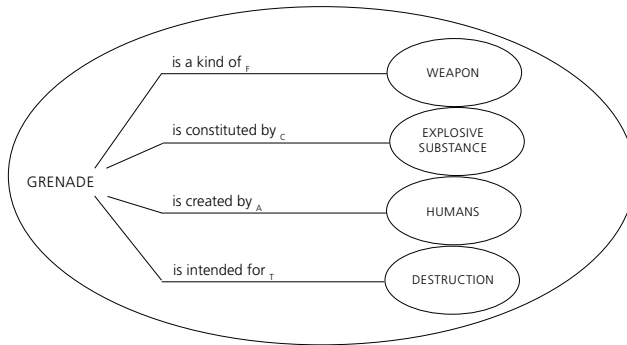 is a kind of F
WEAPON
is constituted by C
EXPLOSIVE
SUBSTANCE
GRENADE
is created by A
HUMANS
is intended for T
DESTRUCTION